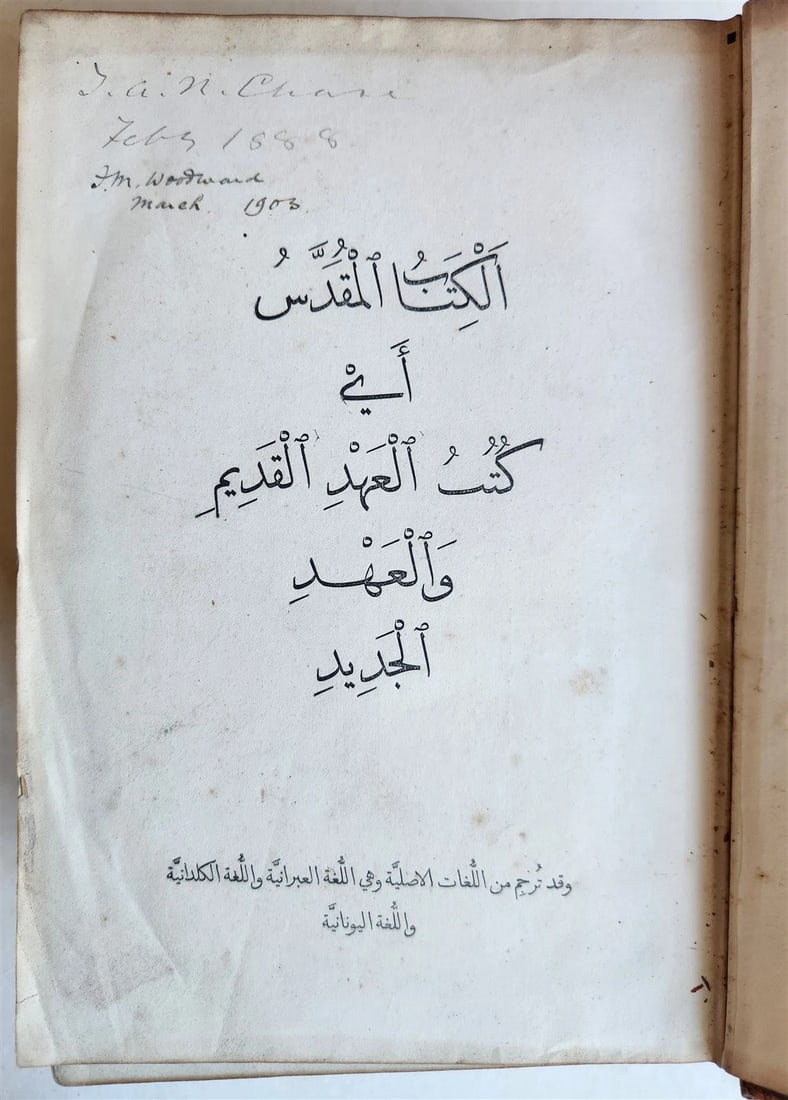 T. A. N. Chase
Feby 1888
F.M. Woodward
March 1903.
اَلْكِتَابُ ٱلْمُقَدَّسُ
أَيْ
كُتُبُ ٱلْعَهْدِ ٱلْقَدِيمِ
وَٱلْعَهْدِ
ٱلْجَدِيدِ
وقد تُرجِم من اللُّغات الاصليَّة وهي اللُّغة العبرانيَّة واللُّغة الكلدانيَّة
واللُّغة اليونانيَّة